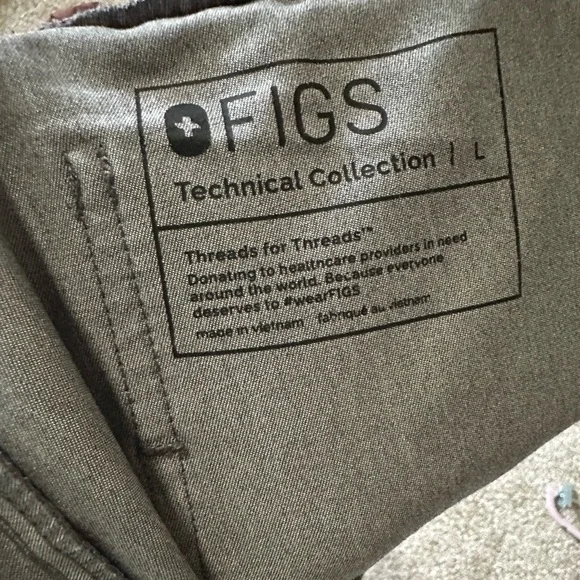 FIGS
Technical Collection | L
Threads for Threads™
Donating to healthcare providers in need
around the world. Because everyone
deserves to #wearFIGS
made in vietnam fabriqué au vietnam